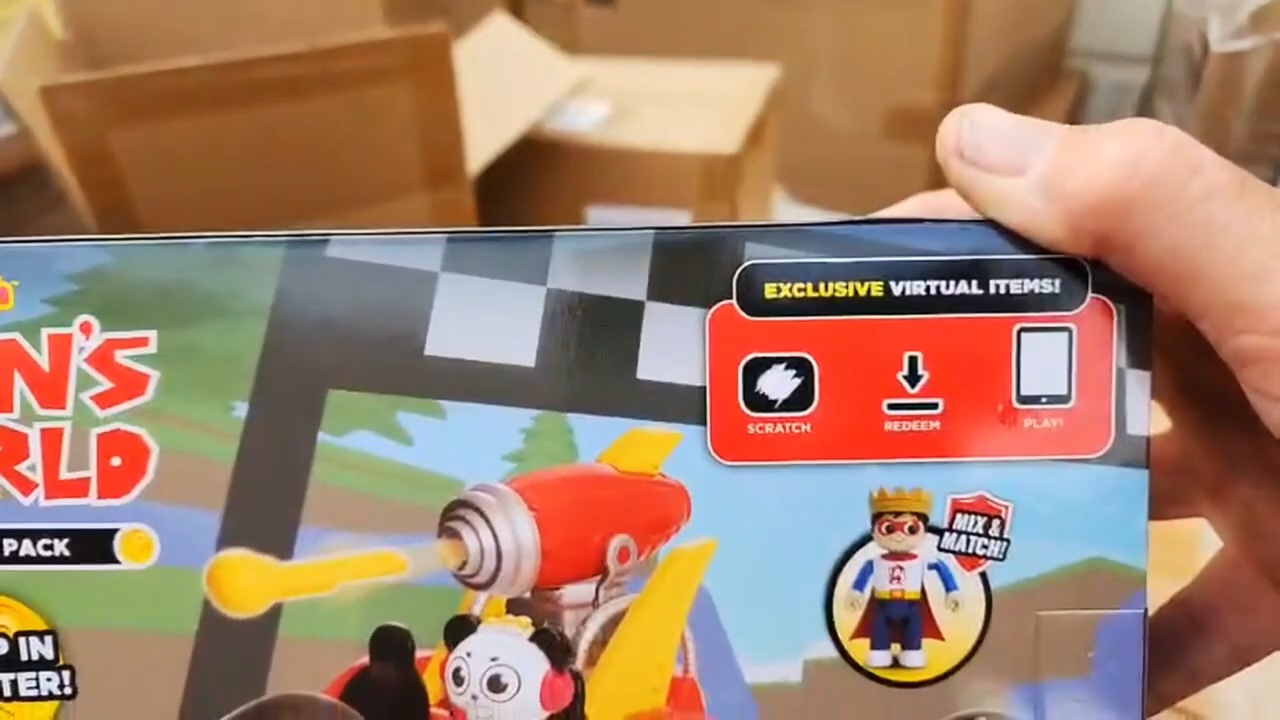 EXCLUSIVE VIRTUAL ITEMS!
SCRATCH
REDEEM
PLAY!
N'S
RLD
PACK
MIX &
MATCH!
P IN
TER!